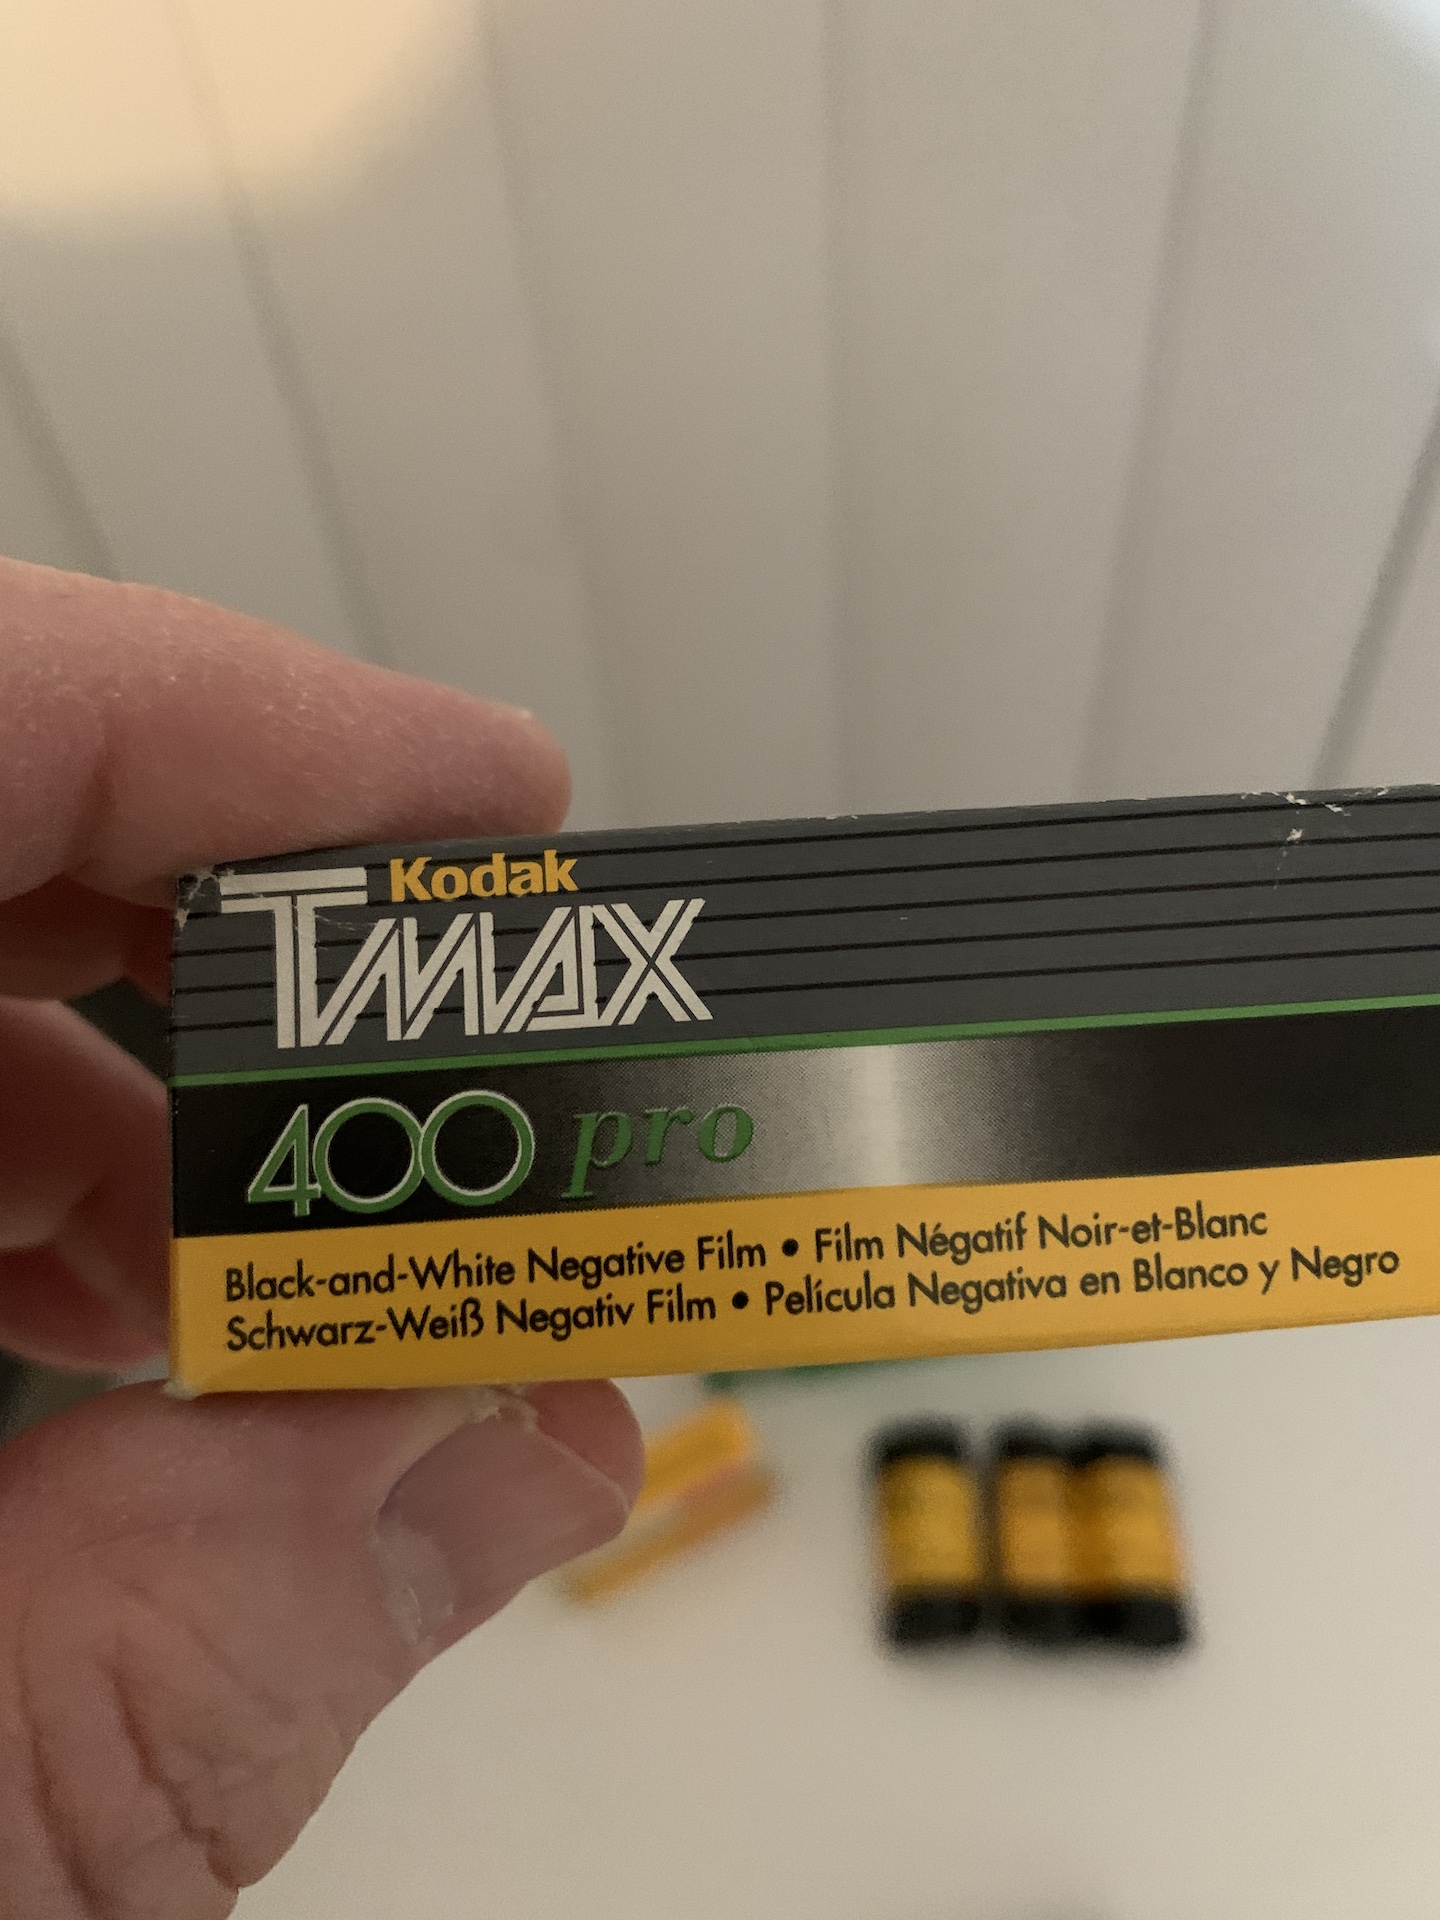 Kodak
TMAX
400 pro
Black-and-White Negative Film • Film Négatif Noir-et-Blanc
Schwarz-Weiß Negativ Film • Película Negativa en Blanco y Negro